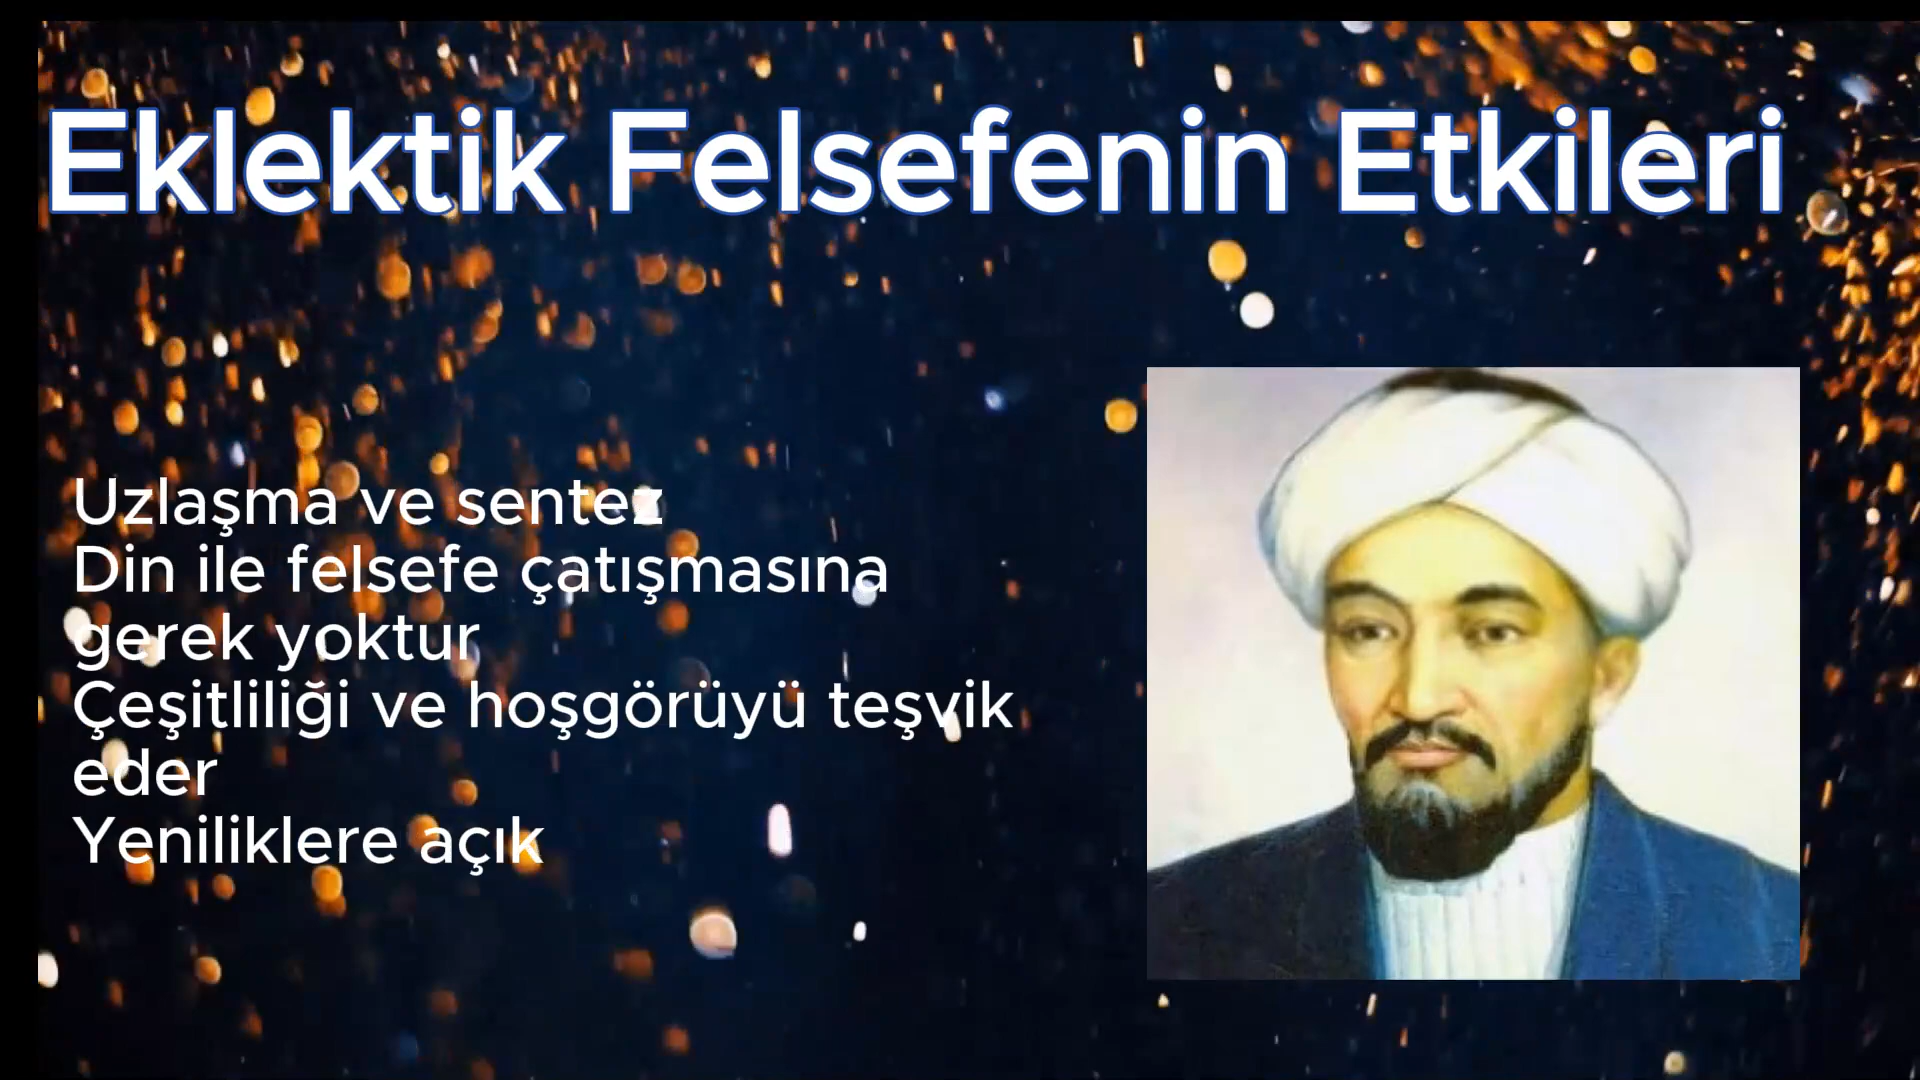 Eklektik Felsefenin Etkileri
Uzlaşma ve sentez
Din ile felsefe çatışmasına
gerek yoktur
Çeşitliliği ve hoşgörüyü teşvik
eder
Yeniliklere açık